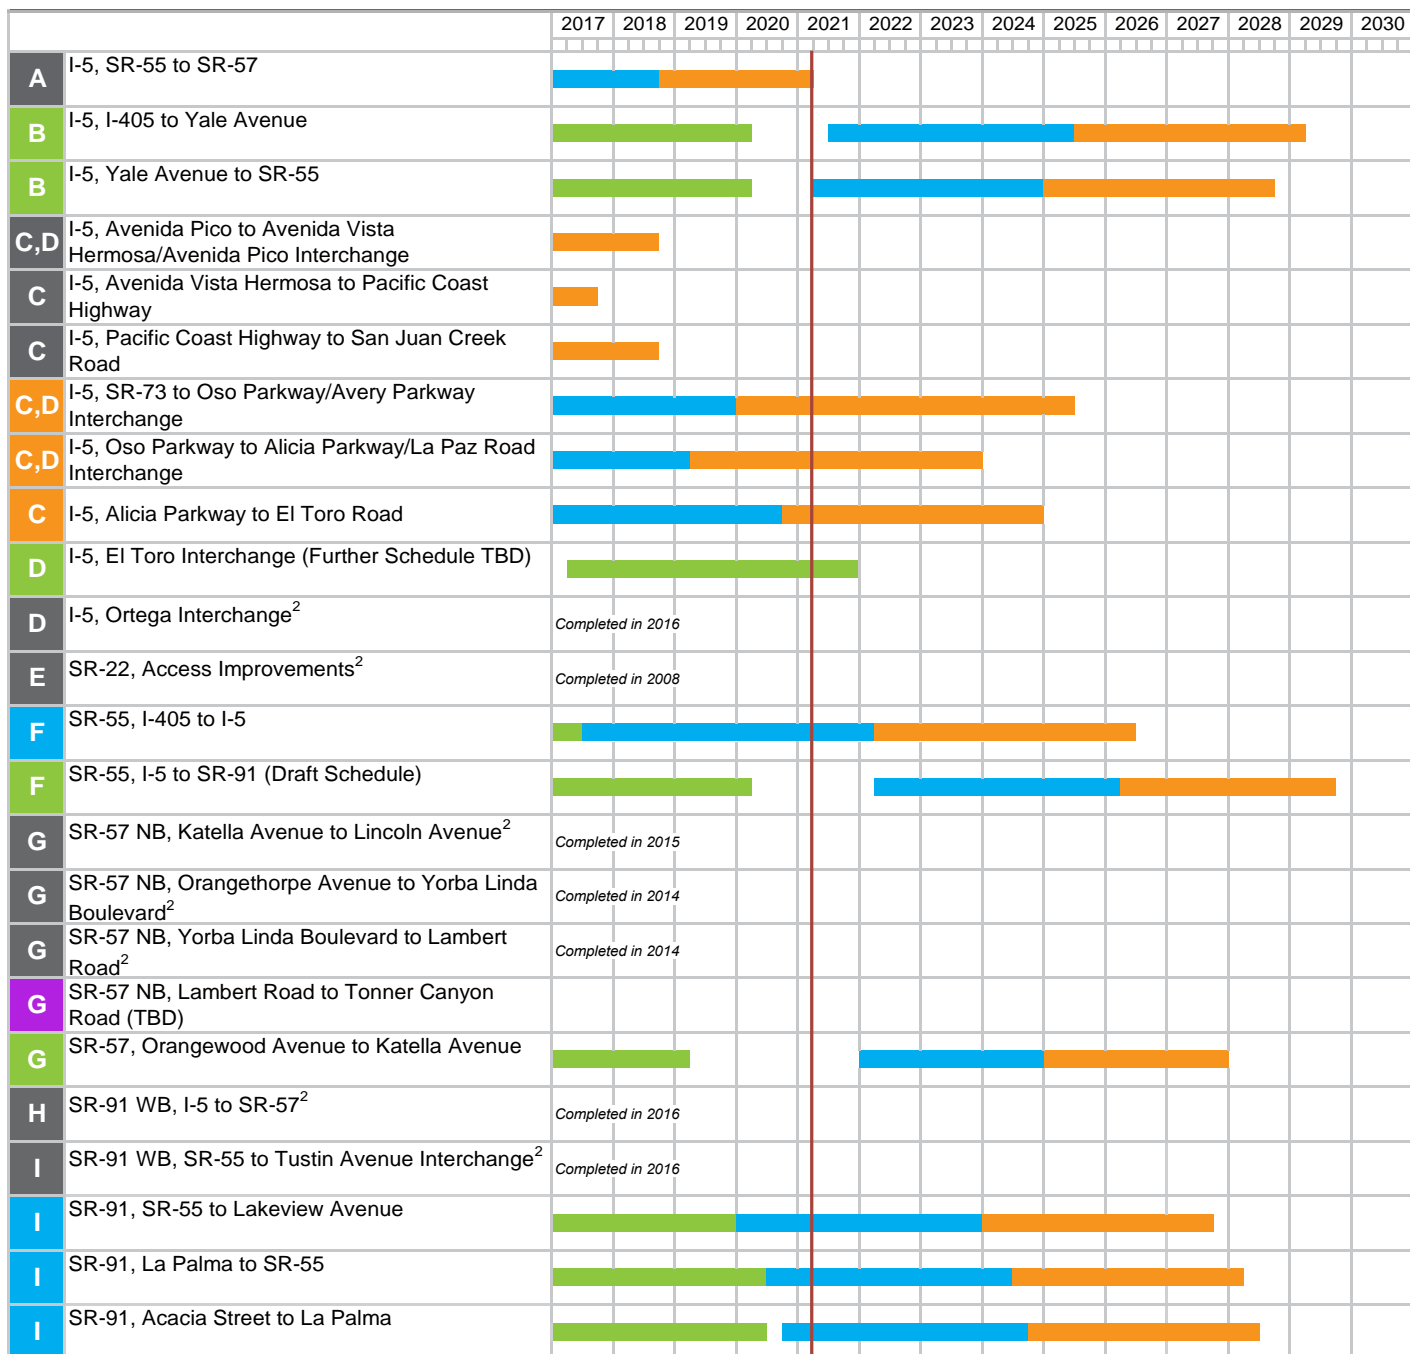 2017 2018 2019 2020 2021 2022 2023 2024 2025 2026 2027 2028 2029 2030
A I-5, SR-55 to SR-57
B I-5, I-405 to Yale Avenue
B I-5, Yale Avenue to SR-55
C,D I-5, Avenida Pico to Avenida Vista
Hermosa/Avenida Pico Interchange
C I-5, Avenida Vista Hermosa to Pacific Coast
Highway
C I-5, Pacific Coast Highway to San Juan Creek
Road
C,D I-5, SR-73 to Oso Parkway/Avery Parkway
Interchange
C,D I-5, Oso Parkway to Alicia Parkway/La Paz Road
Interchange
C I-5, Alicia Parkway to El Toro Road
D I-5, El Toro Interchange (Further Schedule TBD)
D I-5, Ortega Interchange² Completed in 2016
E SR-22, Access Improvements² Completed in 2008
F SR-55, I-405 to I-5
F SR-55, I-5 to SR-91 (Draft Schedule)
G SR-57 NB, Katella Avenue to Lincoln Avenue² Completed in 2015
G SR-57 NB, Orangethorpe Avenue to Yorba Linda
Boulevard² Completed in 2014
G SR-57 NB, Yorba Linda Boulevard to Lambert
Road² Completed in 2014
G SR-57 NB, Lambert Road to Tonner Canyon
Road (TBD)
G SR-57, Orangewood Avenue to Katella Avenue
H SR-91 WB, I-5 to SR-57² Completed in 2016
I SR-91 WB, SR-55 to Tustin Avenue Interchange² Completed in 2016
I SR-91, SR-55 to Lakeview Avenue
I SR-91, La Palma to SR-55
I SR-91, Acacia Street to La Palma